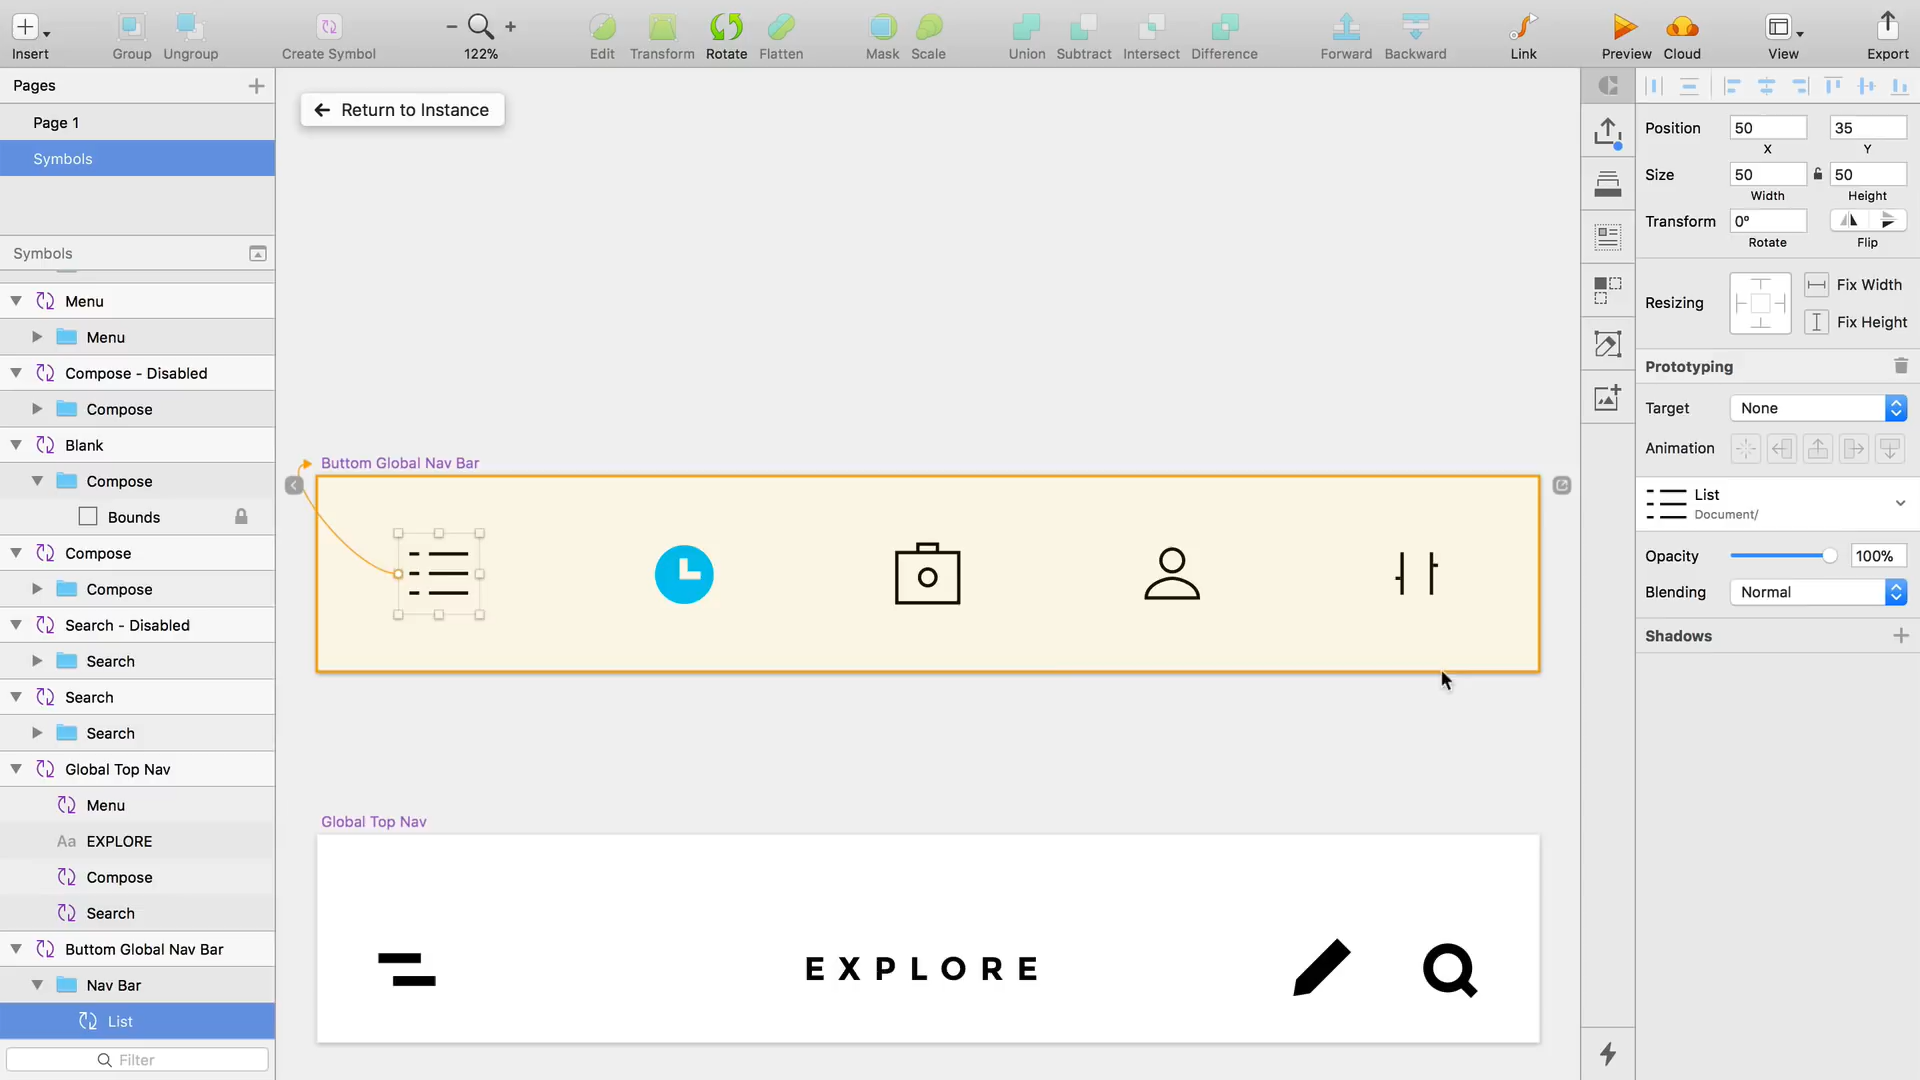 Insert
Group
Ungroup
Create Symbol
122%
Edit
Transform
Rotate
Flatten
Mask
Scale
Union
Subtract
Intersect
Difference
Forward
Backward
Link
Preview
Cloud
View
Export
Pages
Page 1
Symbols
Symbols
Menu
Menu
Compose - Disabled
Compose
Blank
Compose
Bounds
Compose
Compose
Search - Disabled
Search
Search
Search
Global Top Nav
Menu
Aa EXPLORE
Compose
Search
Buttom Global Nav Bar
Nav Bar
List
Filter
Return to Instance
Buttom Global Nav Bar
Global Top Nav
EXPLORE
Position 50 35
X Y
Size 50 50
Width Height
Transform 0°
Rotate Flip
Resizing
Fix Width
Fix Height
Prototyping
Target None
Animation
List
Document/
Opacity 100%
Blending Normal
Shadows